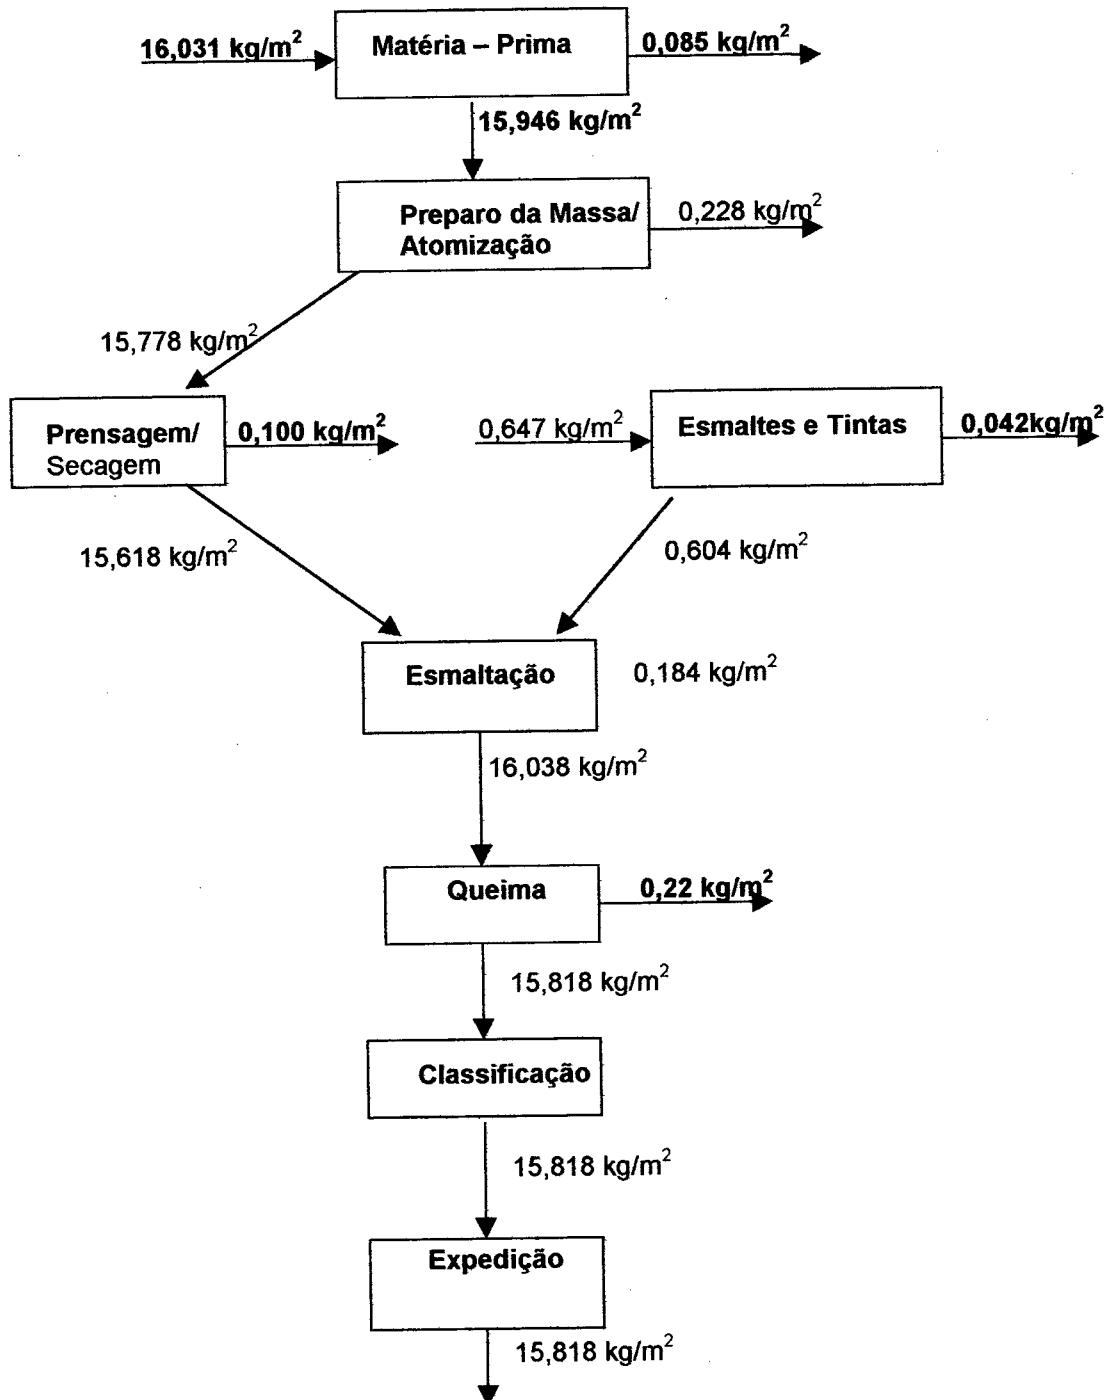 16,031 kg/m²
Matéria – Prima
0,085 kg/m²
15,946 kg/m²
Preparo da Massa/
Atomização
0,228 kg/m²
15,778 kg/m²
Prensagem/
Secagem
0,100 kg/m²
0,647 kg/m²
Esmaltes e Tintas
0,042kg/m²
15,618 kg/m²
0,604 kg/m²
Esmaltação
0,184 kg/m²
16,038 kg/m²
Queima
0,22 kg/m²
15,818 kg/m²
Classificação
15,818 kg/m²
Expedição
15,818 kg/m²